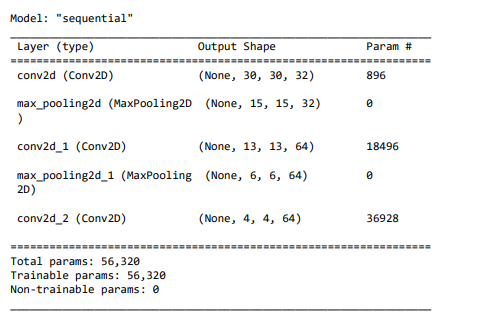 Model: "sequential"
Layer (type) Output Shape Param #
conv2d (Conv2D) (None, 30, 30, 32) 896
max_pooling2d (MaxPooling2D (None, 15, 15, 32) 0
)
conv2d_1 (Conv2D) (None, 13, 13, 64) 18496
max_pooling2d_1 (MaxPooling (None, 6, 6, 64) 0
2D)
conv2d_2 (Conv2D) (None, 4, 4, 64) 36928
Total params: 56,320
Trainable params: 56,320
Non-trainable params: 0